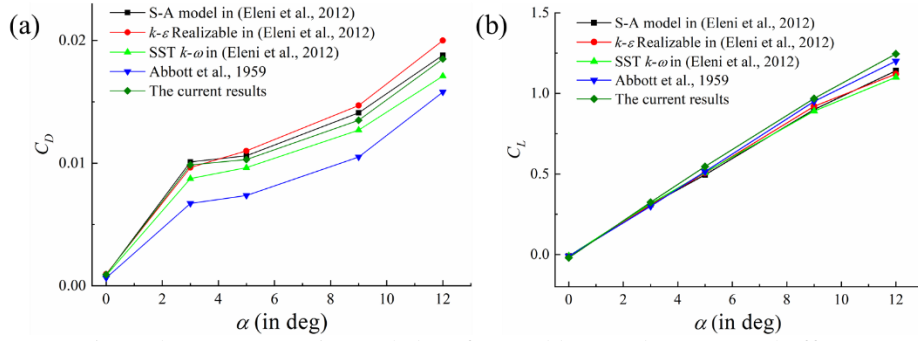 (a)
S-A model in (Eleni et al., 2012)
k-ε Realizable in (Eleni et al., 2012)
SST k-ω in (Eleni et al., 2012)
Abbott et al., 1959
The current results
0.02
0.01
0.00
C_D
0 2 4 6 8 10 12
α (in deg)
(b)
S-A model in (Eleni et al., 2012)
k-ε Realizable in (Eleni et al., 2012)
SST k-ω in (Eleni et al., 2012)
Abbott et al., 1959
The current results
1.5
1.0
0.5
0.0
C_L
0 2 4 6 8 10 12
α (in deg)